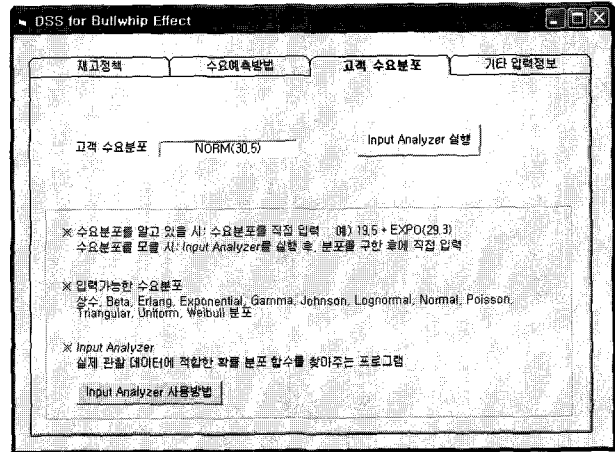 DSS for Bullwhip Effect
재고정책 수요예측방법 고객 수요분포 기타 입력정보
고객 수요분포 NORM(30,5) Input Analyzer 실행
※ 수요분포를 알고 있을 시: 수요분포를 직접 입력 예) 19.5 + EXPO(29.3)
수요분포를 모를 시: Input Analyzer를 실행 후, 분포를 구한 후에 직접 입력
※ 입력가능한 수요분포
상수, Beta, Erlang, Exponential, Gamma, Johnson, Lognormal, Normal, Poisson,
Triangular, Uniform, Weibull 분포
※ Input Analyzer
실제 관찰 데이터에 적합한 확률 분포 함수를 찾아주는 프로그램
Input Analyzer 사용방법